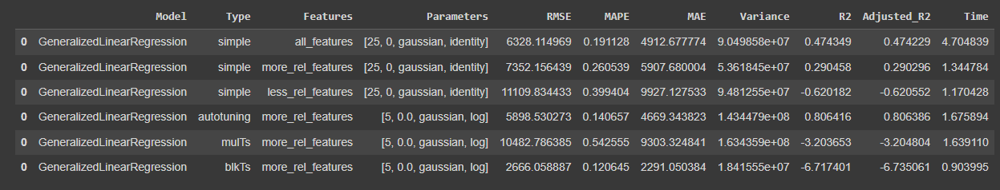 Model Type Features Parameters RMSE MAPE MAE Variance R2 Adjusted_R2 Time
0 GeneralizedLinearRegression simple all_features [25, 0, gaussian, identity] 6328.114969 0.191128 4912.677774 9.049858e+07 0.474349 0.474229 4.704839
0 GeneralizedLinearRegression simple more_rel_features [25, 0, gaussian, identity] 7352.156439 0.260539 5907.680004 5.361845e+07 0.290458 0.290296 1.344784
0 GeneralizedLinearRegression simple less_rel_features [25, 0, gaussian, identity] 11109.834433 0.399404 9927.127533 9.481255e+07 -0.620182 -0.620552 1.170428
0 GeneralizedLinearRegression autotuning more_rel_features [5, 0.0, gaussian, log] 5898.530273 0.140657 4669.343823 1.434479e+08 0.806416 0.806386 1.675894
0 GeneralizedLinearRegression mulTs more_rel_features [5, 0.0, gaussian, log] 10482.786385 0.542555 9303.324841 1.634359e+08 -3.203653 -3.204804 1.639110
0 GeneralizedLinearRegression blkTs more_rel_features [5, 0.0, gaussian, log] 2666.058887 0.120645 2291.050384 1.841555e+07 -6.717401 -6.735061 0.903995